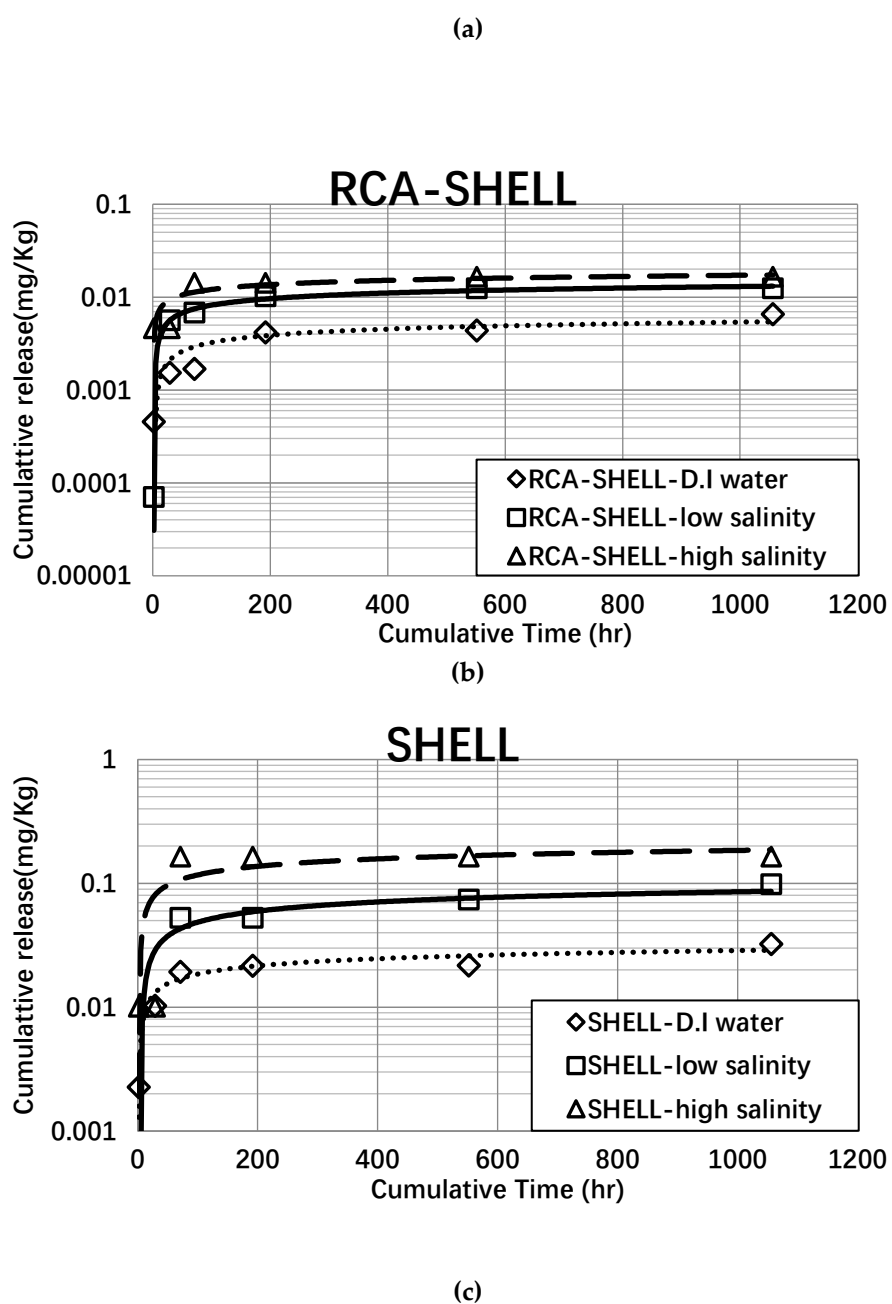 (a)
RCA-SHELL
Cumulattive release(mg/Kg)
0.1
0.01
0.001
0.0001
0.00001
0 200 400 600 800 1000 1200
Cumulative Time (hr)
RCA-SHELL-D.I water
RCA-SHELL-low salinity
RCA-SHELL-high salinity
(b)
SHELL
Cumulattive release(mg/Kg)
1
0.1
0.01
0.001
0 200 400 600 800 1000 1200
Cumulative Time (hr)
SHELL-D.I water
SHELL-low salinity
SHELL-high salinity
(c)